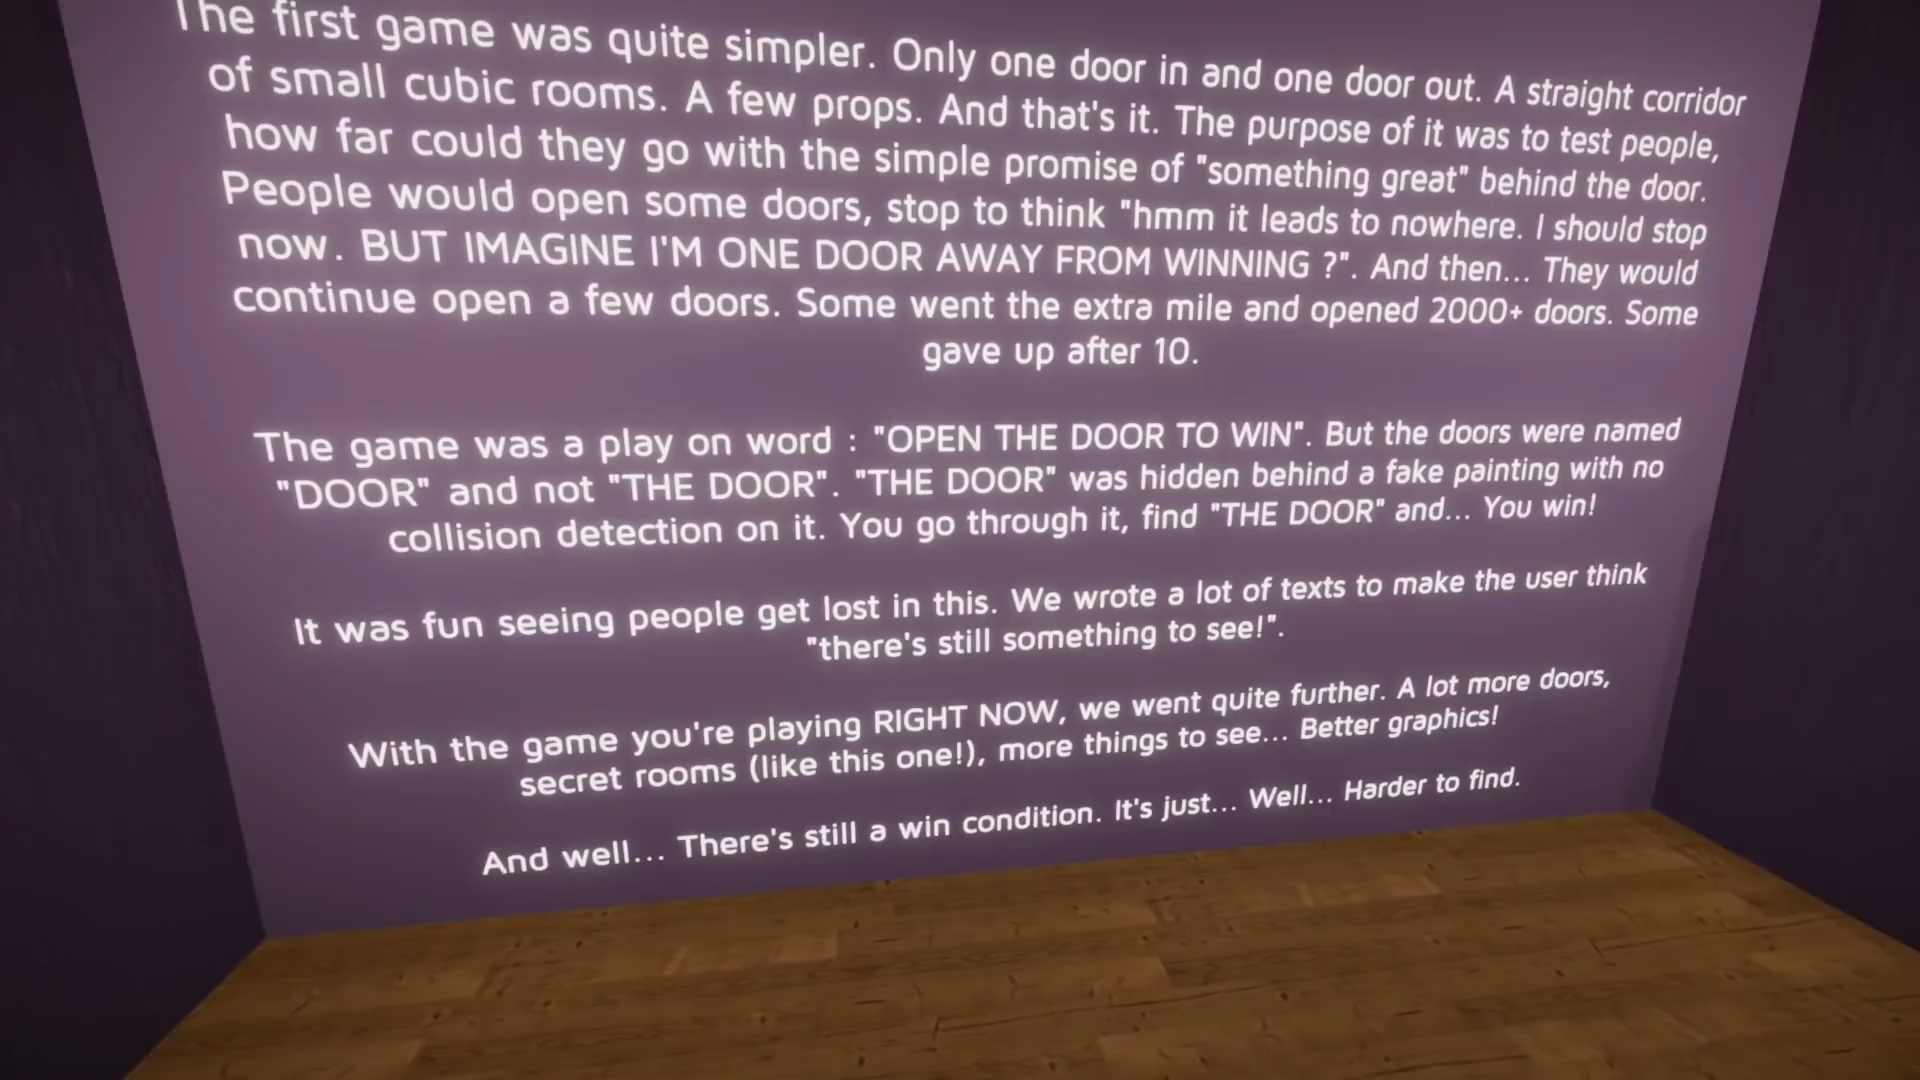 The first game was quite simpler. Only one door in and one door out. A straight corridor
of small cubic rooms. A few props. And that's it. The purpose of it was to test people,
how far could they go with the simple promise of "something great" behind the door.
People would open some doors, stop to think "hmm it leads to nowhere. I should stop
now. BUT IMAGINE I'M ONE DOOR AWAY FROM WINNING ?". And then... They would
continue open a few doors. Some went the extra mile and opened 2000+ doors. Some
gave up after 10.
The game was a play on word : "OPEN THE DOOR TO WIN". But the doors were named
"DOOR" and not "THE DOOR". "THE DOOR" was hidden behind a fake painting with no
collision detection on it. You go through it, find "THE DOOR" and... You win!
It was fun seeing people get lost in this. We wrote a lot of texts to make the user think
"there's still something to see!".
With the game you're playing RIGHT NOW, we went quite further. A lot more doors,
secret rooms (like this one!), more things to see... Better graphics!
And well... There's still a win condition. It's just... Well... Harder to find.